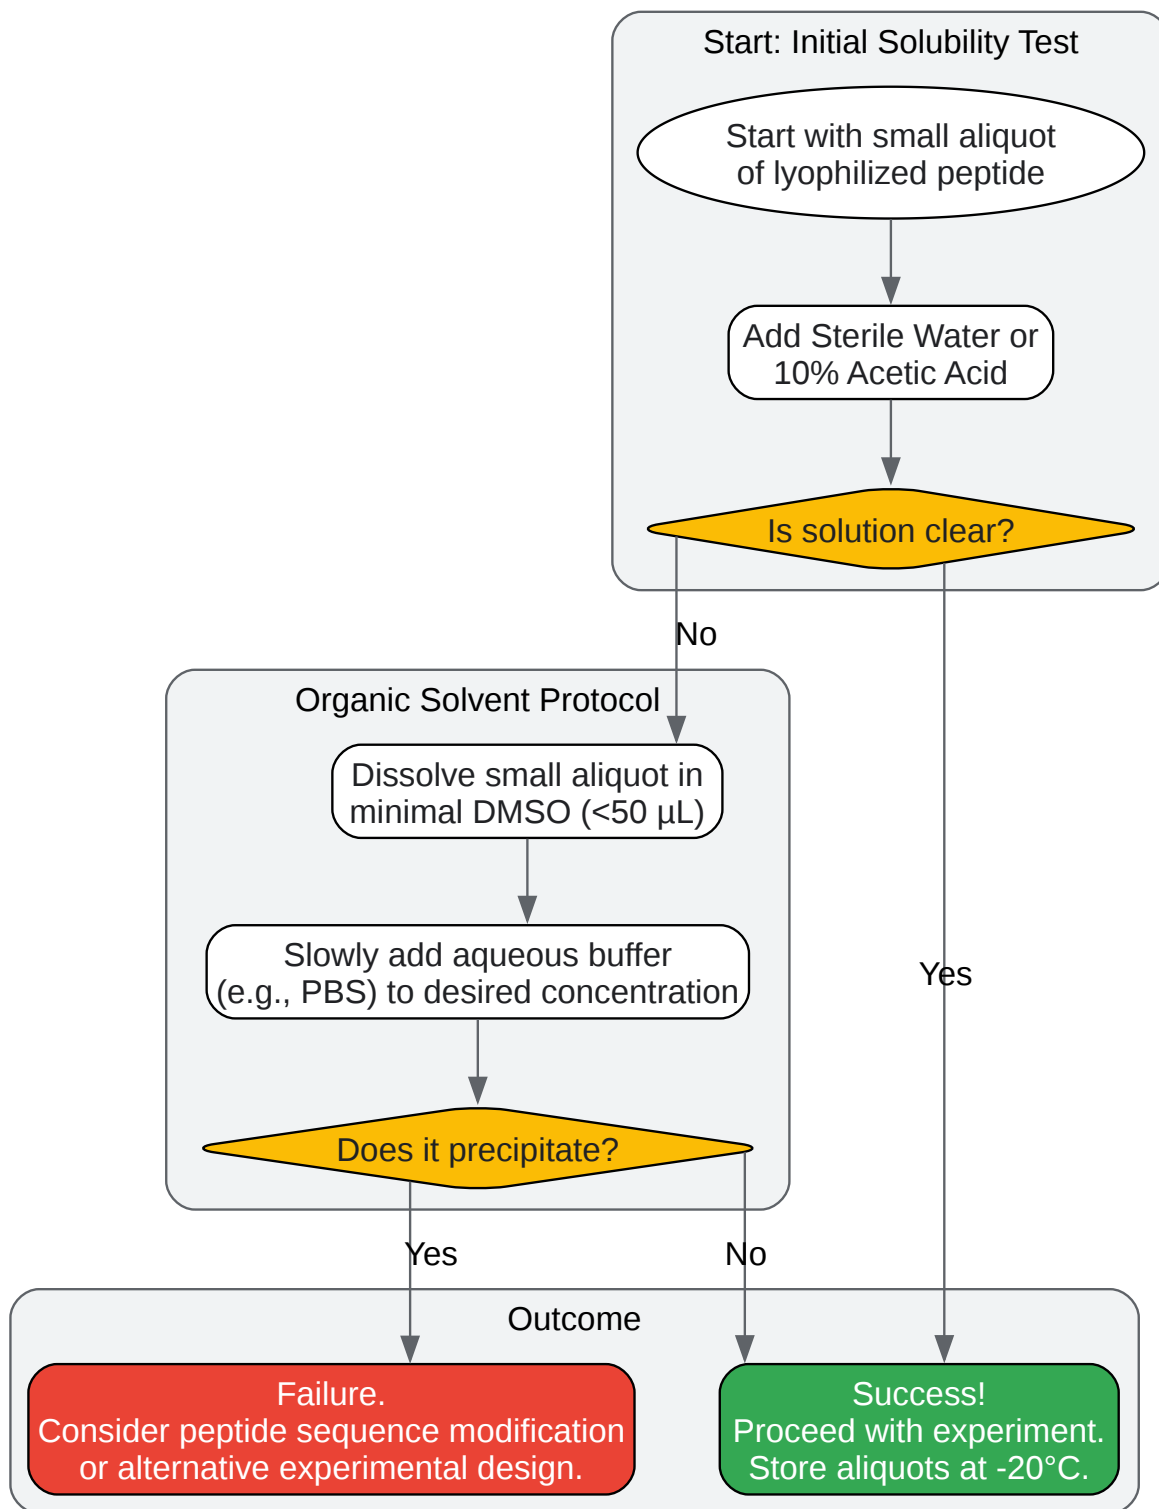 Start: Initial Solubility Test
Start with small aliquot
of lyophilized peptide
Add Sterile Water or
10% Acetic Acid
Is solution clear?
No
Organic Solvent Protocol
Dissolve small aliquot in
minimal DMSO (<50 µL)
Slowly add aqueous buffer
(e.g., PBS) to desired concentration
Yes
Does it precipitate?
Yes
No
Outcome
Failure.
Consider peptide sequence modification
or alternative experimental design.
Success!
Proceed with experiment.
Store aliquots at -20°C.